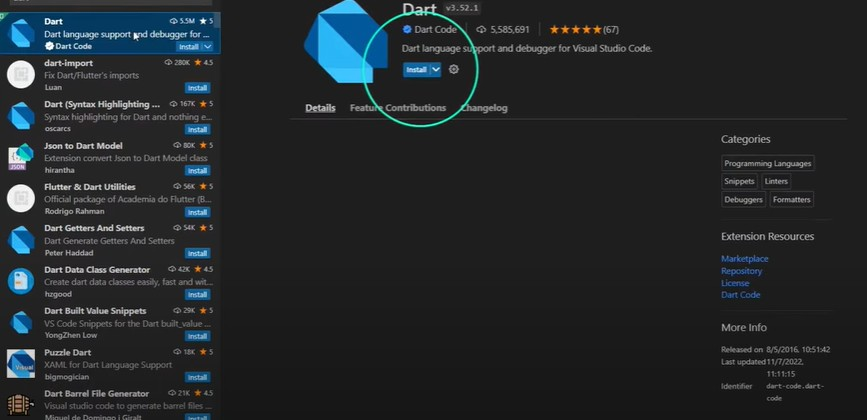 Dart
5.5M ★ 5
Dart language support and debugger for ...
Dart Code
Install
dart-import
280K ★ 4.5
Fix Dart/Flutter's imports
Luan
Install
Dart (Syntax Highlighting ...
167K ★ 5
Syntax highlighting for Dart and nothing e...
oscarcs
Install
Json to Dart Model
80K ★ 5
Extension convert Json to Dart Model class
hirantha
Install
JSON
Flutter & Dart Utilities
56K ★ 5
Official package of Academia do Flutter (B...
Rodrigo Rahman
Install
Dart Getters And Setters
54K ★ 5
Dart Generate Getters And Setters
Peter Haddad
Install
Dart Data Class Generator
42K ★ 4.5
Create dart data classes easily, fast and wit...
hzgood
Install
Dart Built Value Snippets
29K ★ 5
VS Code Snippets for the Dart built_value ...
YongZhen Low
Install
Puzzle Dart
18K ★ 5
XAML for Dart Language Support
bigmogician
Install
Visual
Dart Barrel File Generator
21K ★ 4.5
Visual studio code to generate barrel files ...
Miguel de Domingo i Giralt
Install
Dart v3.52.1
Dart Code
5,585,691
★★★★★ (67)
Dart language support and debugger for Visual Studio Code.
Install
Details Feature Contributions Changelog
Categories
Programming Languages
Snippets Linters
Debuggers Formatters
Extension Resources
Marketplace
Repository
License
Dart Code
More Info
Released on 8/5/2016, 10:51:42
Last updated 11/7/2022,
11:11:15
Identifier dart-code.dart-
code